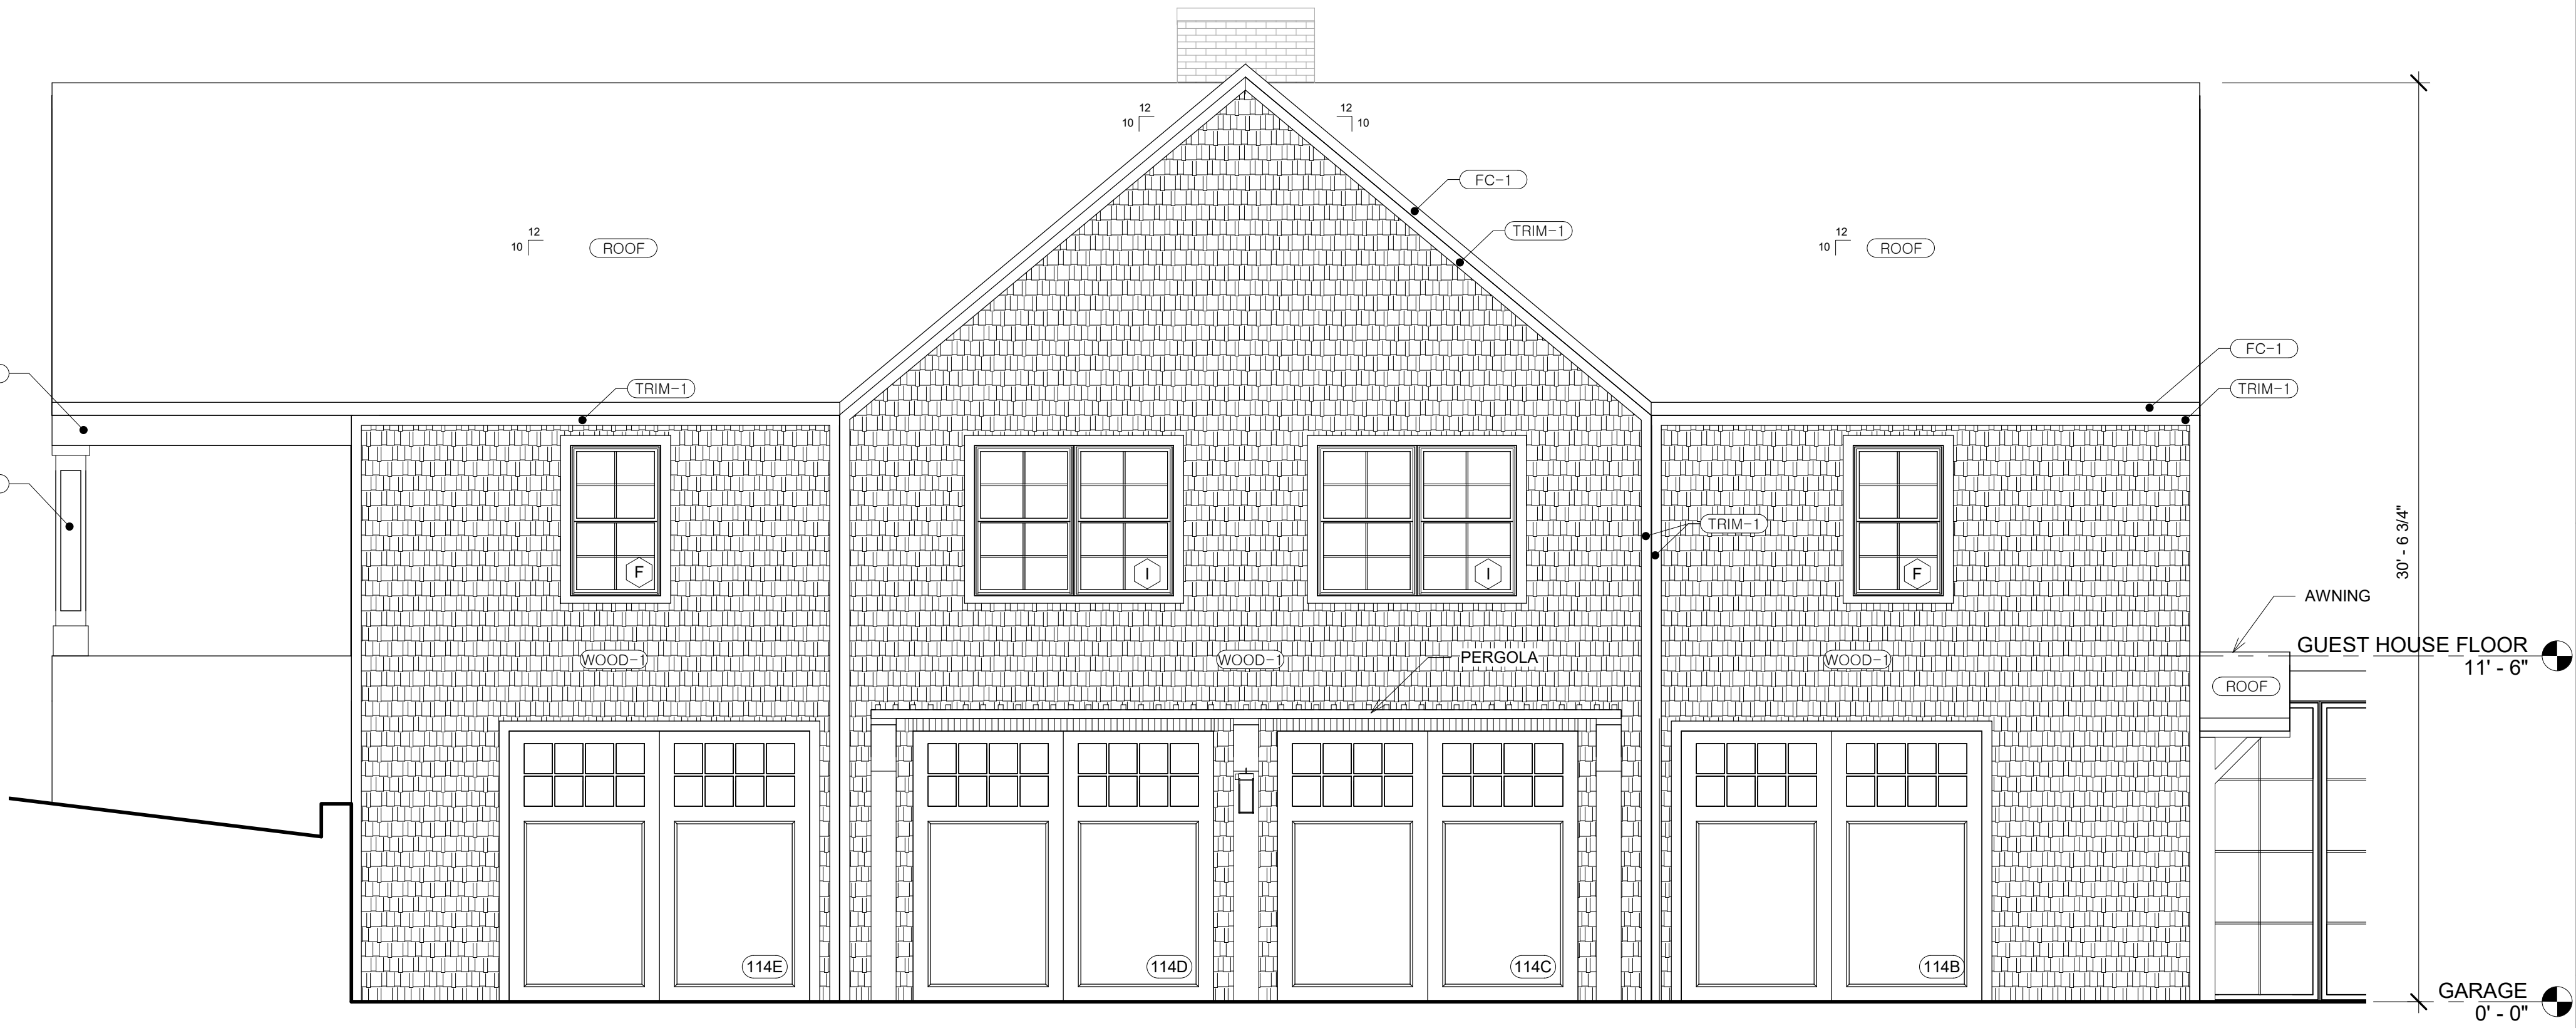 12
10
12
10
FC-1
TRIM-1
12
10
ROOF
12
10
ROOF
FC-1
TRIM-1
TRIM-1
TRIM-1
30' - 6 3/4"
F
I
I
F
AWNING
GUEST HOUSE FLOOR
11' - 6"
WOOD-1
WOOD-1
PERGOLA
WOOD-1
ROOF
114E
114D
114C
114B
GARAGE
0' - 0"